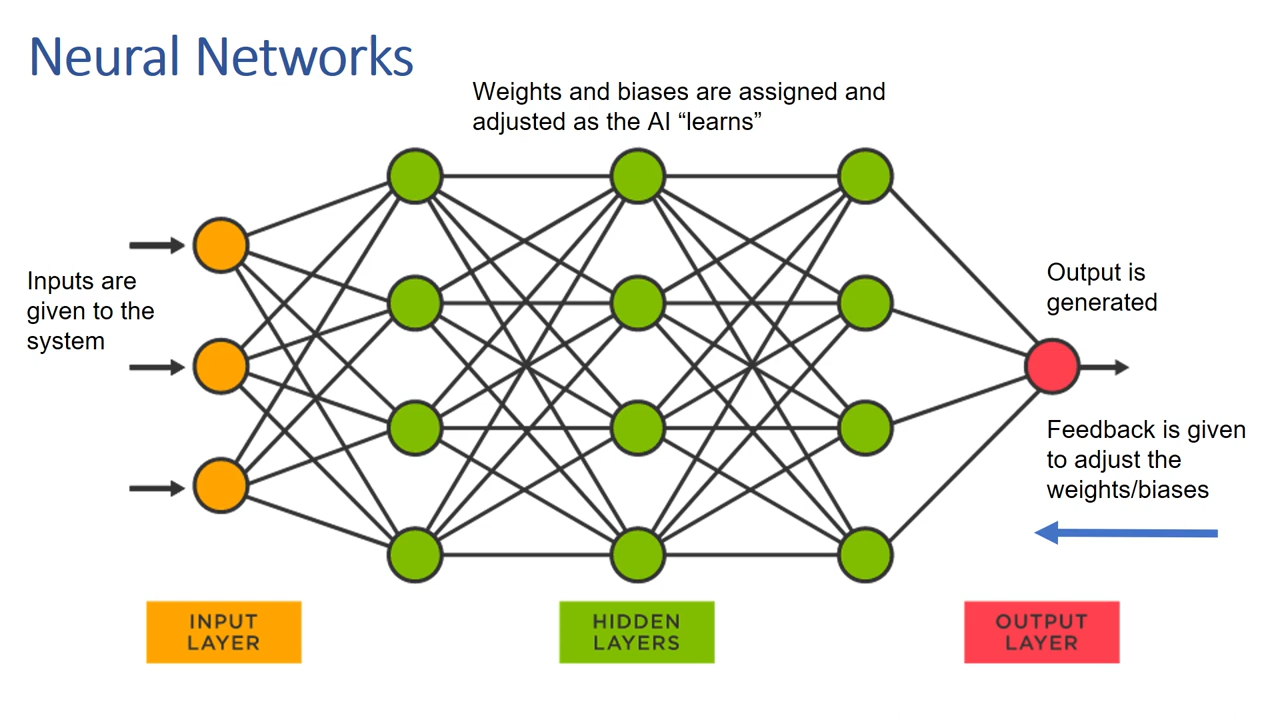 Neural Networks
Weights and biases are assigned and
adjusted as the AI “learns”
Inputs are
given to the
system
Output is
generated
Feedback is given
to adjust the
weights/biases
INPUT
LAYER
HIDDEN
LAYERS
OUTPUT
LAYER